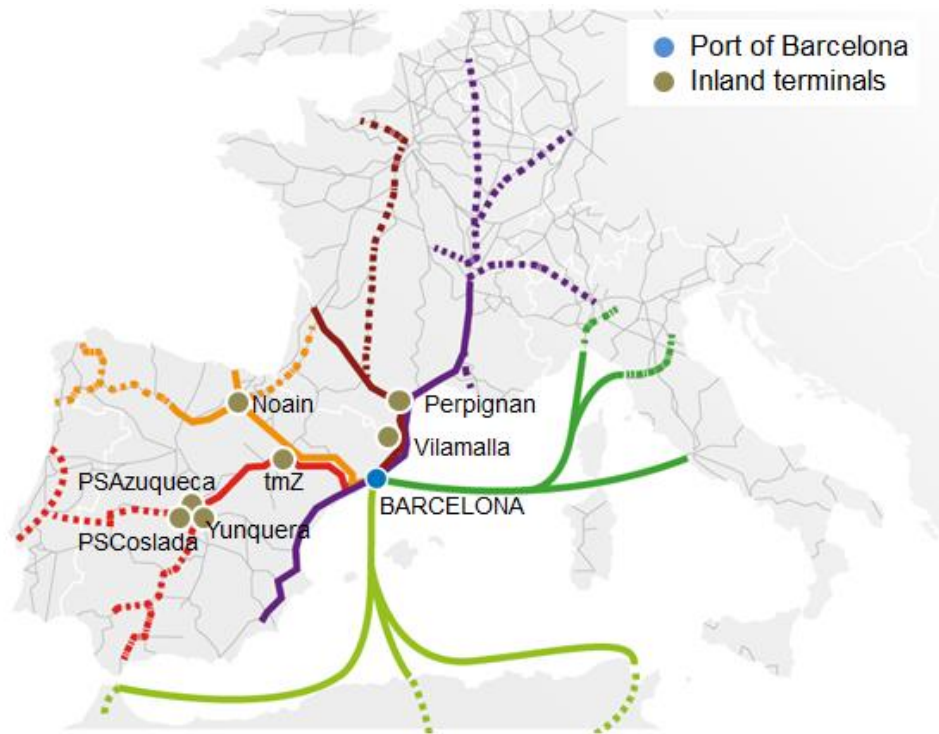 Port of Barcelona
Inland terminals
Noain
Perpignan
Vilamalla
PSAzuqueca
tmZ
BARCELONA
PSCoslada
Yunquera